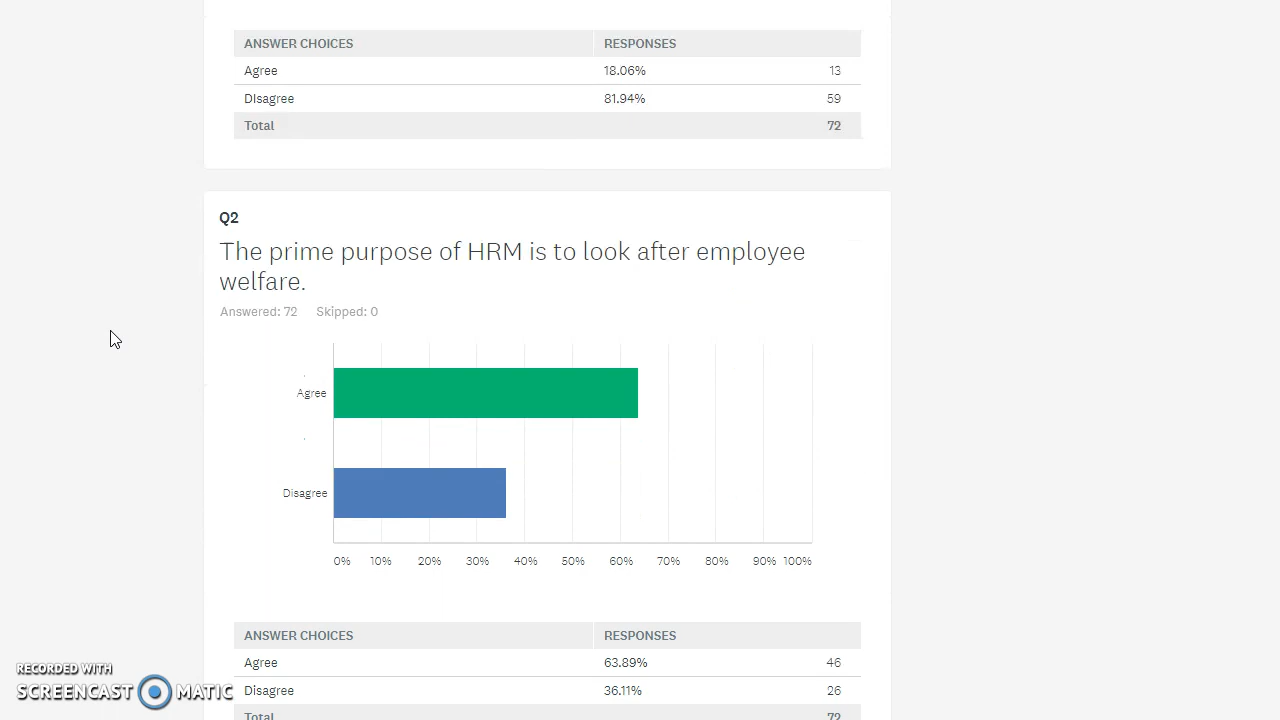 ANSWER CHOICES RESPONSES
Agree 18.06% 13
DIsagree 81.94% 59
Total 72
Q2
The prime purpose of HRM is to look after employee
welfare.
Answered: 72 Skipped: 0
Agree
Disagree
0% 10% 20% 30% 40% 50% 60% 70% 80% 90% 100%
ANSWER CHOICES RESPONSES
Agree 63.89% 46
Disagree 36.11% 26
Total 72
RECORDED WITH
SCREENCAST MATIC